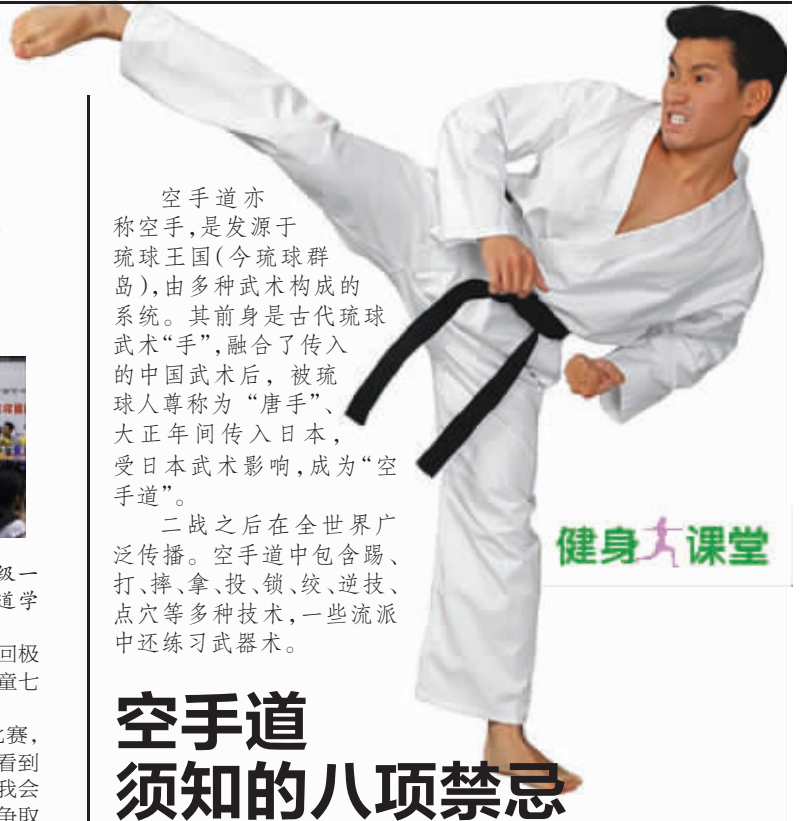 空手道亦
称空手,是发源于
琉球王国(今琉球群
岛),由多种武术构成的
系统。其前身是古代琉球
武术“手”,融合了传入
的中国武术后，被琉
球人尊称为“唐手”、
大正年间传入日本，
受日本武术影响,成为“空
手道”。
二战之后在全世界广
泛传播。空手道中包含踢、
打、摔、拿、投、锁、绞、逆技、
点穴等多种技术,一些流派
中还练习武器术。
健身课堂
空手道
须知的八项禁忌
级一
道学
回极
童七
比赛，
看到
我会
争取